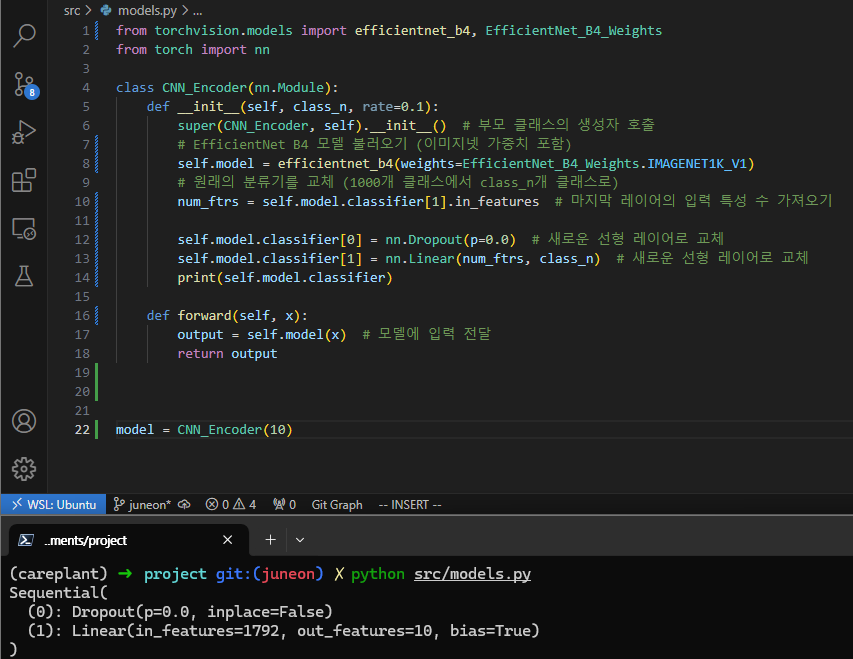 src > models.py > ...
1 from torchvision.models import efficientnet_b4, EfficientNet_B4_Weights
2 from torch import nn
3
4 class CNN_Encoder(nn.Module):
5     def __init__(self, class_n, rate=0.1):
6         super(CNN_Encoder, self).__init__()  # 부모 클래스의 생성자 호출
7         # EfficientNet B4 모델 불러오기 (이미지넷 가중치 포함)
8         self.model = efficientnet_b4(weights=EfficientNet_B4_Weights.IMAGENET1K_V1)
9         # 원래의 분류기를 교체 (1000개 클래스에서 class_n개 클래스로)
10         num_ftrs = self.model.classifier[1].in_features  # 마지막 레이어의 입력 특성 수 가져오기
11
12         self.model.classifier[0] = nn.Dropout(p=0.0)  # 새로운 선형 레이어로 교체
13         self.model.classifier[1] = nn.Linear(num_ftrs, class_n)  # 새로운 선형 레이어로 교체
14         print(self.model.classifier)
15
16     def forward(self, x):
17         output = self.model(x)  # 모델에 입력 전달
18         return output
19
20
21
22 model = CNN_Encoder(10)
8
WSL: Ubuntu juneon* 0 4 0 Git Graph -- INSERT --
..ments/project
(careplant) ➜ project git:(juneon) ✗ python src/models.py
Sequential(
  (0): Dropout(p=0.0, inplace=False)
  (1): Linear(in_features=1792, out_features=10, bias=True)
)